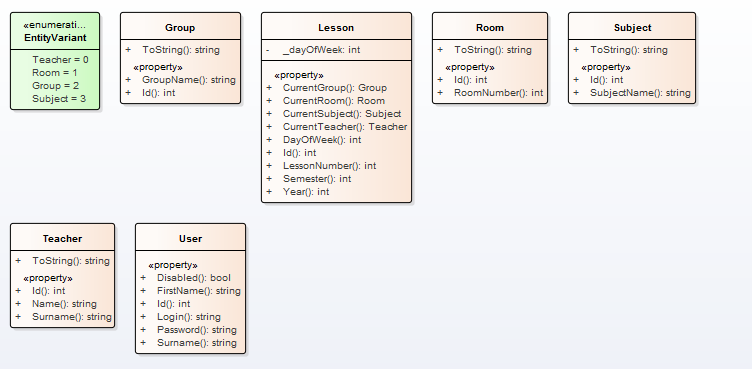 «enumerati...
EntityVariant
Teacher = 0
Room = 1
Group = 2
Subject = 3
Group
+ ToString(): string
«property»
+ GroupName(): string
+ Id(): int
Lesson
- _dayOfWeek: int
«property»
+ CurrentGroup(): Group
+ CurrentRoom(): Room
+ CurrentSubject(): Subject
+ CurrentTeacher(): Teacher
+ DayOfWeek(): int
+ Id(): int
+ LessonNumber(): int
+ Semester(): int
+ Year(): int
Room
+ ToString(): string
«property»
+ Id(): int
+ RoomNumber(): int
Subject
+ ToString(): string
«property»
+ Id(): int
+ SubjectName(): string
Teacher
+ ToString(): string
«property»
+ Id(): int
+ Name(): string
+ Surname(): string
User
«property»
+ Disabled(): bool
+ FirstName(): string
+ Id(): int
+ Login(): string
+ Password(): string
+ Surname(): string